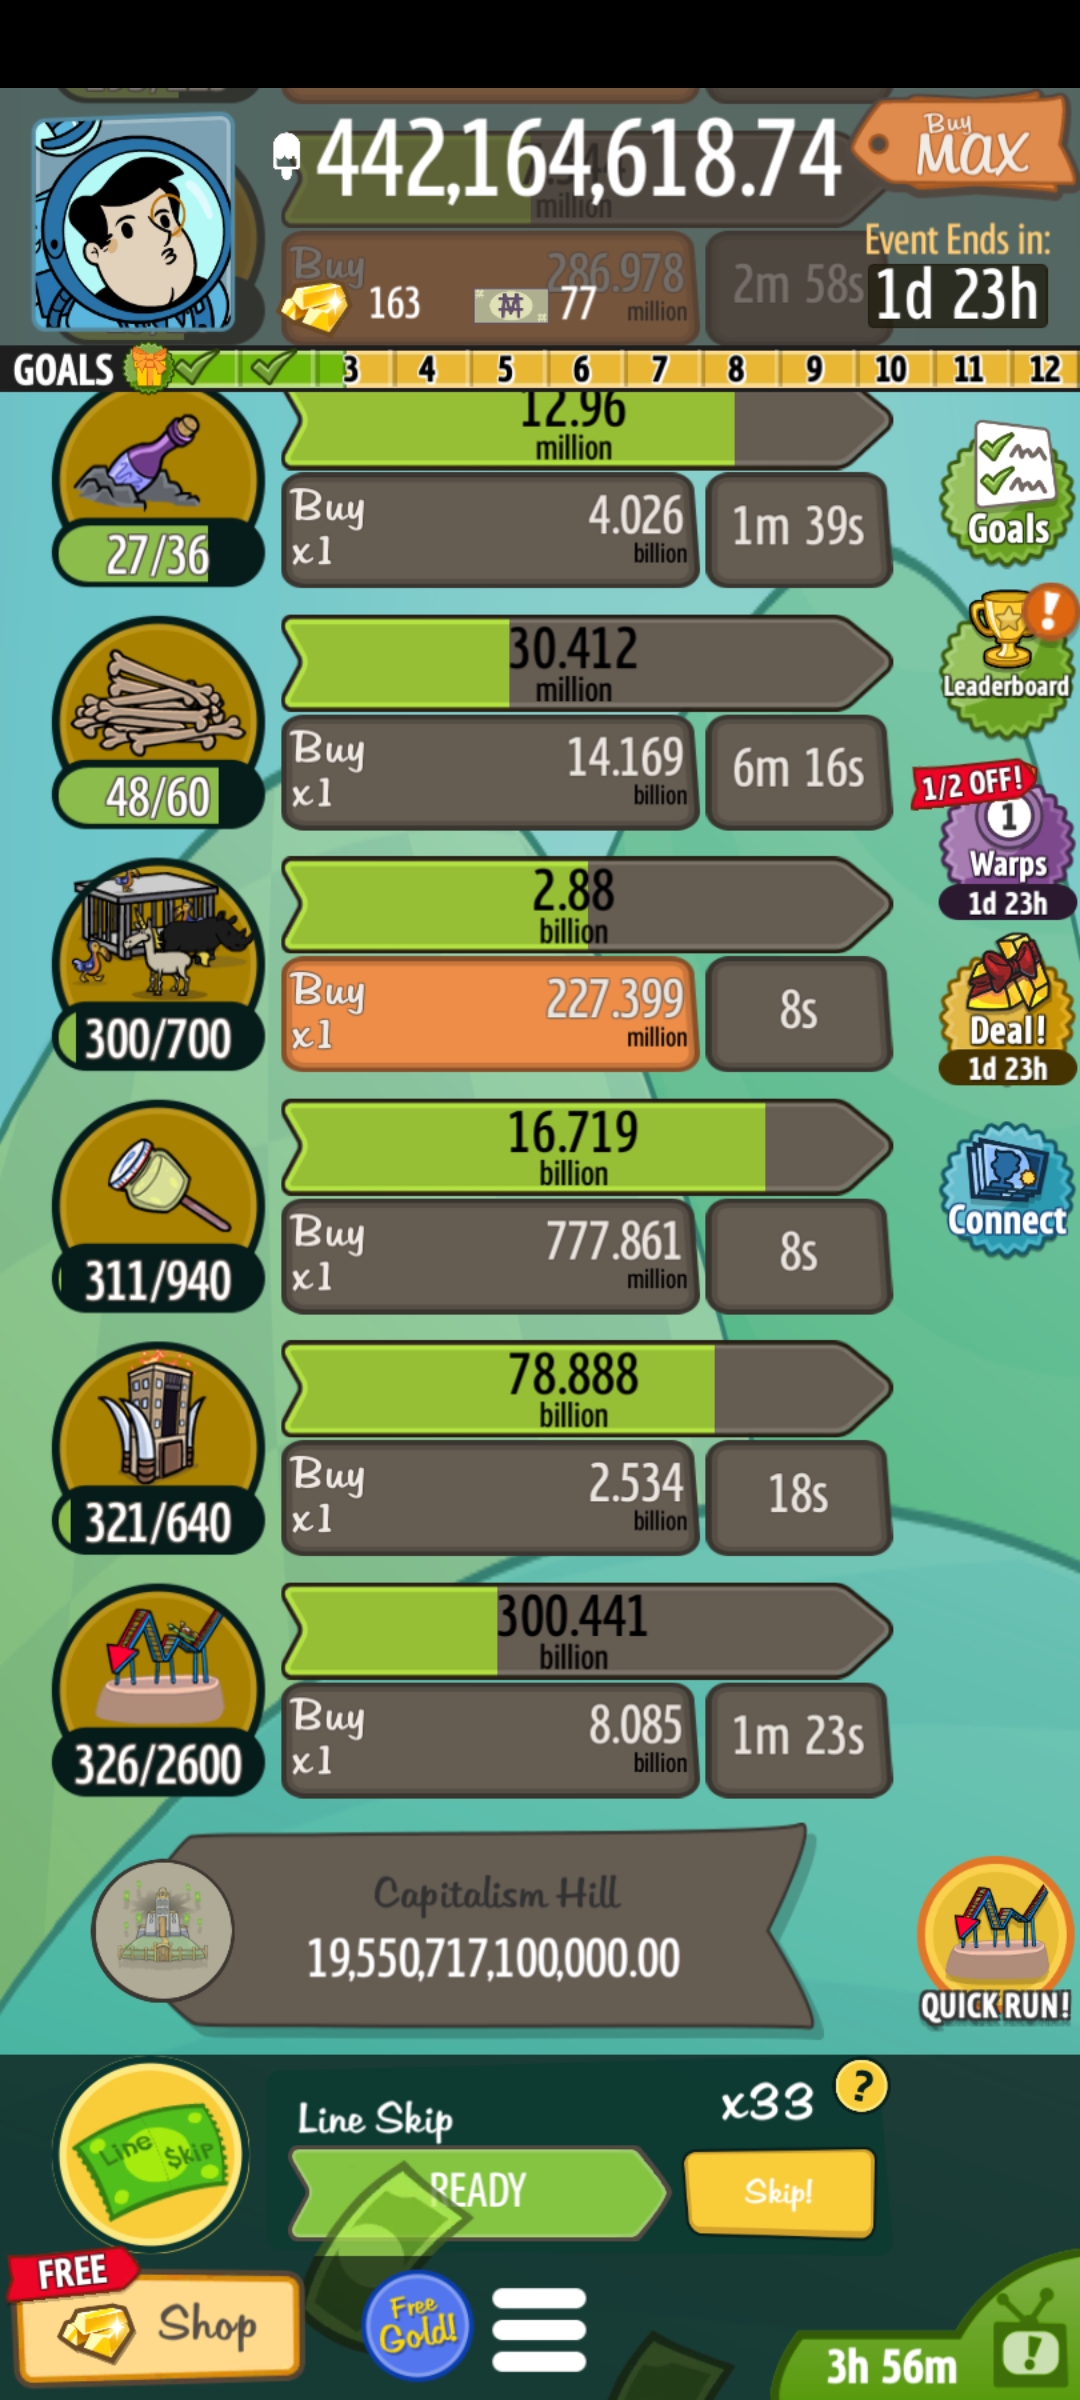 442,164,618.74
Buy
MAX
million
Buy
286.978
million
2m 58s
163
77
Event Ends in:
1d 23h
GOALS
3 4 5 6 7 8 9 10 11 12
12.96
million
27/36
Buy
x1
4.026
billion
1m 39s
Goals
30.412
million
48/60
Buy
x1
14.169
billion
6m 16s
!
Leaderboard
1/2 OFF!
1
Warps
1d 23h
2.88
billion
300/700
Buy
x1
227.399
million
8s
Deal!
1d 23h
16.719
billion
311/940
Buy
x1
777.861
million
8s
Connect
78.888
billion
321/640
Buy
x1
2.534
billion
18s
300.441
billion
326/2600
Buy
x1
8.085
billion
1m 23s
Capitalism Hill
19,550,717,100,000.00
QUICK RUN!
Line $kip
Line Skip
x33
?
READY
Skip!
FREE
Shop
Free
Gold!
3h 56m
!